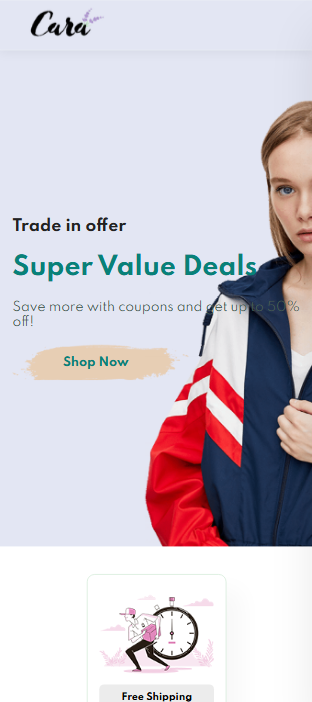 Cara
Trade in offer
Super Value Deals
Save more with coupons and get up to 50%
off!
Shop Now
Free Shipping